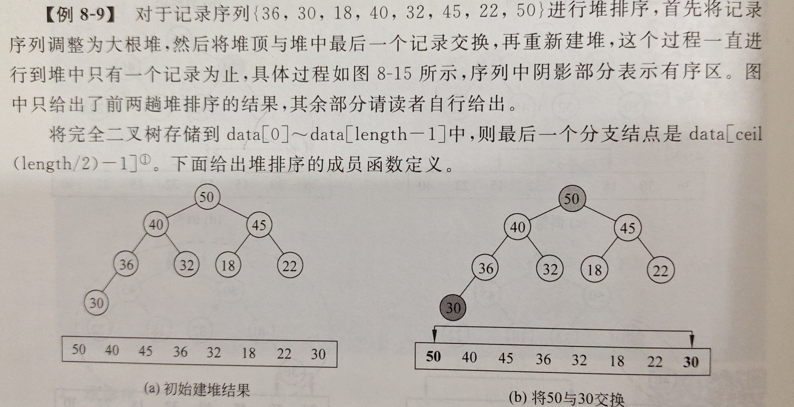 【例 8-9】 对于记录序列{36，30，18，40，32，45，22，50}进行堆排序，首先将记录
序列调整为大根堆，然后将堆顶与堆中最后一个记录交换，再重新建堆，这个过程一直进
行到堆中只有一个记录为止，具体过程如图 8-15 所示，序列中阴影部分表示有序区。图
中只给出了前两趟堆排序的结果，其余部分请读者自行给出。
将完全二叉树存储到 data[0]～data[length－1]中，则最后一个分支结点是 data[ceil
(length/2)－1]①。下面给出堆排序的成员函数定义。
50
40 45
36 32 18 22
30
50 40 45 36 32 18 22 30
(a) 初始建堆结果
50
40 45
36 32 18 22
30
50 40 45 36 32 18 22 30
(b) 将50与30交换